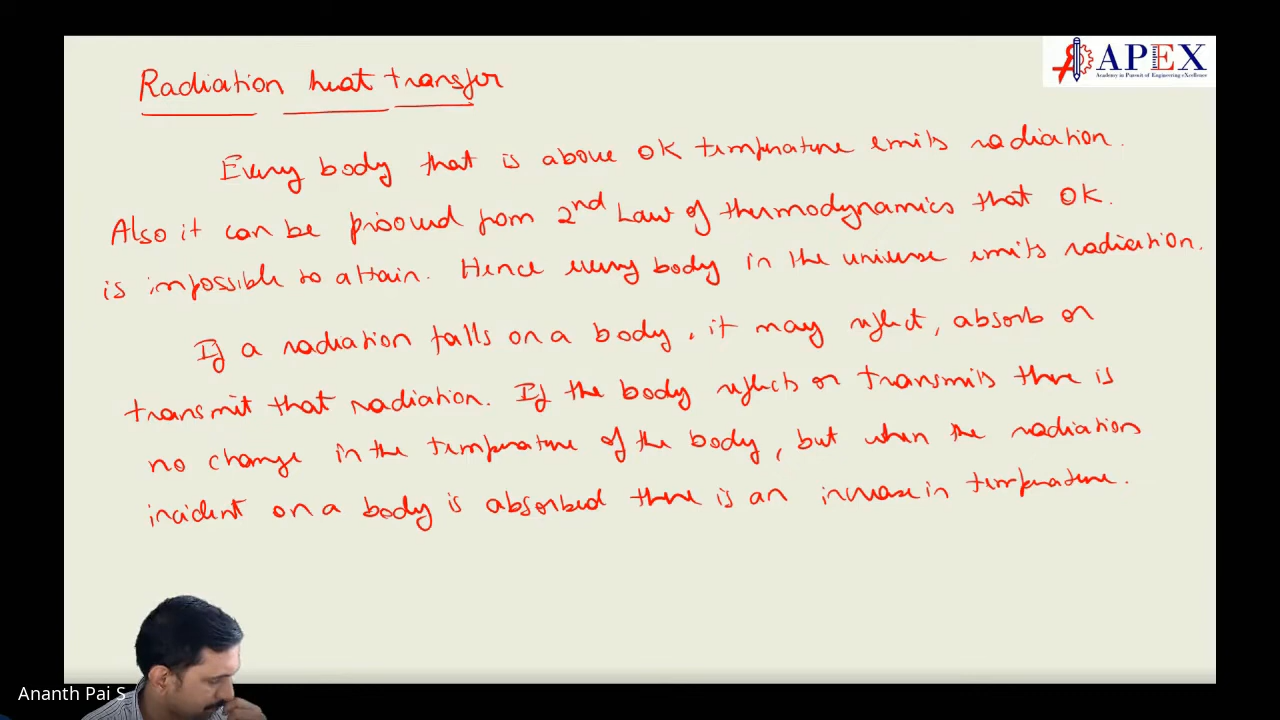 APEX
Academy in Pursuit of Engineering eXcellence
Radiation heat transfer
Every body that is above 0K temperature emits radiation.
Also it can be prooved from 2nd Law of thermodynamics that 0K.
is impossible to attain. Hence every body in the universe emits radiation.
If a radiation falls on a body, it may reflect, absorb or
transmit that radiation. If the body reflects or transmits there is
no change in the temperature of the body, but when the radiation
incident on a body is absorbed there is an increase in temperature.
Ananth Pai S